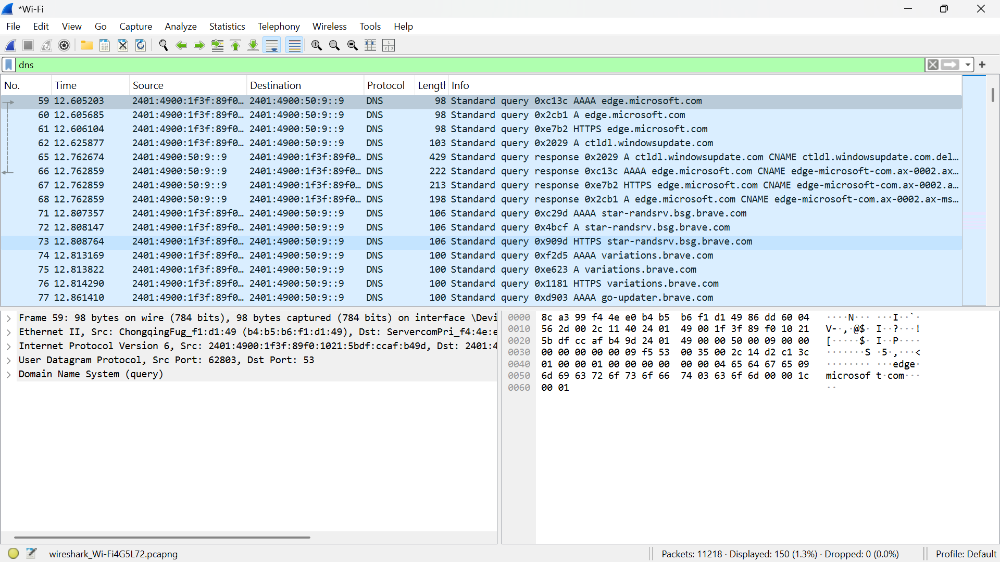 *Wi-Fi
File Edit View Go Capture Analyze Statistics Telephony Wireless Tools Help
dns
No. Time Source Destination Protocol Length Info
59 12.605203 2401:4900:1f3f:89f0… 2401:4900:50:9::9 DNS 98 Standard query 0xc13c AAAA edge.microsoft.com
60 12.605685 2401:4900:1f3f:89f0… 2401:4900:50:9::9 DNS 98 Standard query 0x2cb1 A edge.microsoft.com
61 12.606104 2401:4900:1f3f:89f0… 2401:4900:50:9::9 DNS 98 Standard query 0xe7b2 HTTPS edge.microsoft.com
62 12.625877 2401:4900:1f3f:89f0… 2401:4900:50:9::9 DNS 103 Standard query 0x2029 A ctldl.windowsupdate.com
65 12.762674 2401:4900:50:9::9 2401:4900:1f3f:89f0… DNS 429 Standard query response 0x2029 A ctldl.windowsupdate.com CNAME ctldl.windowsupdate.com.del…
66 12.762859 2401:4900:50:9::9 2401:4900:1f3f:89f0… DNS 222 Standard query response 0xc13c AAAA edge.microsoft.com CNAME edge-microsoft-com.ax-0002.ax…
67 12.762859 2401:4900:50:9::9 2401:4900:1f3f:89f0… DNS 213 Standard query response 0xe7b2 HTTPS edge.microsoft.com CNAME edge-microsoft-com.ax-0002.a…
68 12.762859 2401:4900:50:9::9 2401:4900:1f3f:89f0… DNS 198 Standard query response 0x2cb1 A edge.microsoft.com CNAME edge-microsoft-com.ax-0002.ax-ms…
71 12.807357 2401:4900:1f3f:89f0… 2401:4900:50:9::9 DNS 106 Standard query 0xc29d AAAA star-randsrv.bsg.brave.com
72 12.808147 2401:4900:1f3f:89f0… 2401:4900:50:9::9 DNS 106 Standard query 0x4bcf A star-randsrv.bsg.brave.com
73 12.808764 2401:4900:1f3f:89f0… 2401:4900:50:9::9 DNS 106 Standard query 0x909d HTTPS star-randsrv.bsg.brave.com
74 12.813169 2401:4900:1f3f:89f0… 2401:4900:50:9::9 DNS 100 Standard query 0xf2d5 AAAA variations.brave.com
75 12.813822 2401:4900:1f3f:89f0… 2401:4900:50:9::9 DNS 100 Standard query 0xe623 A variations.brave.com
76 12.814290 2401:4900:1f3f:89f0… 2401:4900:50:9::9 DNS 100 Standard query 0x1181 HTTPS variations.brave.com
77 12.861410 2401:4900:1f3f:89f0… 2401:4900:50:9::9 DNS 100 Standard query 0xd903 AAAA go-updater.brave.com
Frame 59: 98 bytes on wire (784 bits), 98 bytes captured (784 bits) on interface \Devi
Ethernet II, Src: ChongqingFug_f1:d1:49 (b4:b5:b6:f1:d1:49), Dst: ServercomPri_f4:4e:e
Internet Protocol Version 6, Src: 2401:4900:1f3f:89f0:1021:5bdf:ccaf:b49d, Dst: 2401:4
User Datagram Protocol, Src Port: 62803, Dst Port: 53
Domain Name System (query)
0000 8c a3 99 f4 4e e0 b4 b5 b6 f1 d1 49 86 dd 60 04 ····N··· ···I··`·
0010 56 2d 00 2c 11 40 24 01 49 00 1f 3f 89 f0 10 21 V-·,·@$· I··?···!
0020 5b df cc af b4 9d 24 01 49 00 00 50 00 09 00 00 [·····$· I··P····
0030 00 00 00 00 00 09 f5 53 00 35 00 2c 14 d2 c1 3c ·······S ·5·,···<
0040 01 00 00 01 00 00 00 00 00 00 04 65 64 67 65 09 ········ ···edge·
0050 6d 69 63 72 6f 73 6f 66 74 03 63 6f 6d 00 00 1c microsof t·com···
0060 00 01 ··
wireshark_Wi-Fi4G5L72.pcapng
Packets: 11218 · Displayed: 150 (1.3%) · Dropped: 0 (0.0%)
Profile: Default